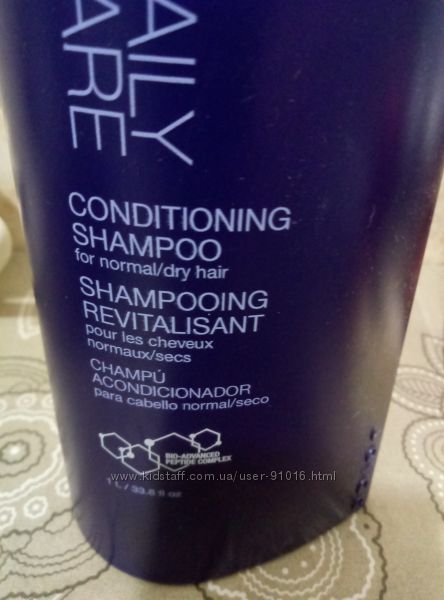 AILY
ARE
CONDITIONING
SHAMPOO
for normal/dry hair
SHAMPOOING
REVITALISANT
pour les cheveux
normaux/secs
CHAMPÚ
ACONDICIONADOR
para cabello normal/seco
BIO-ADVANCED
PEPTIDE COMPLEX
www.kidstaff.com.ua/user-91016.html
1 L / 33.8 fl oz